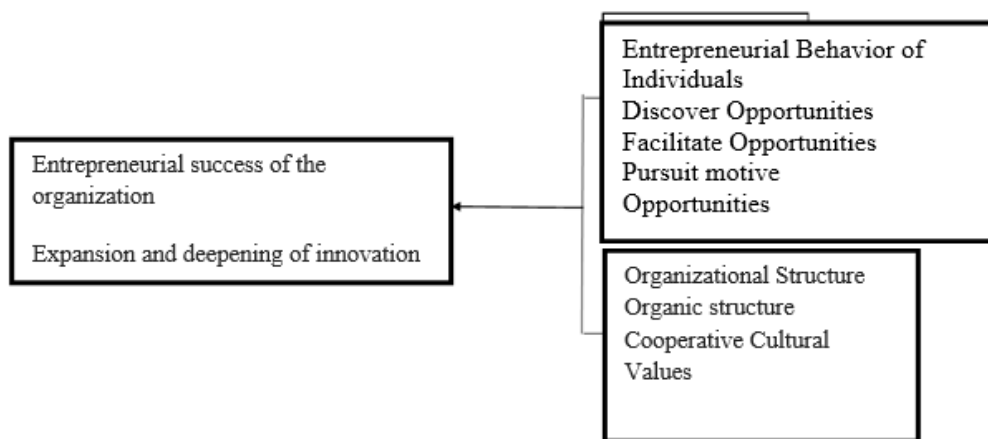 Entrepreneurial success of the
organization
Expansion and deepening of innovation
Entrepreneurial Behavior of
Individuals
Discover Opportunities
Facilitate Opportunities
Pursuit motive
Opportunities
Organizational Structure
Organic structure
Cooperative Cultural
Values